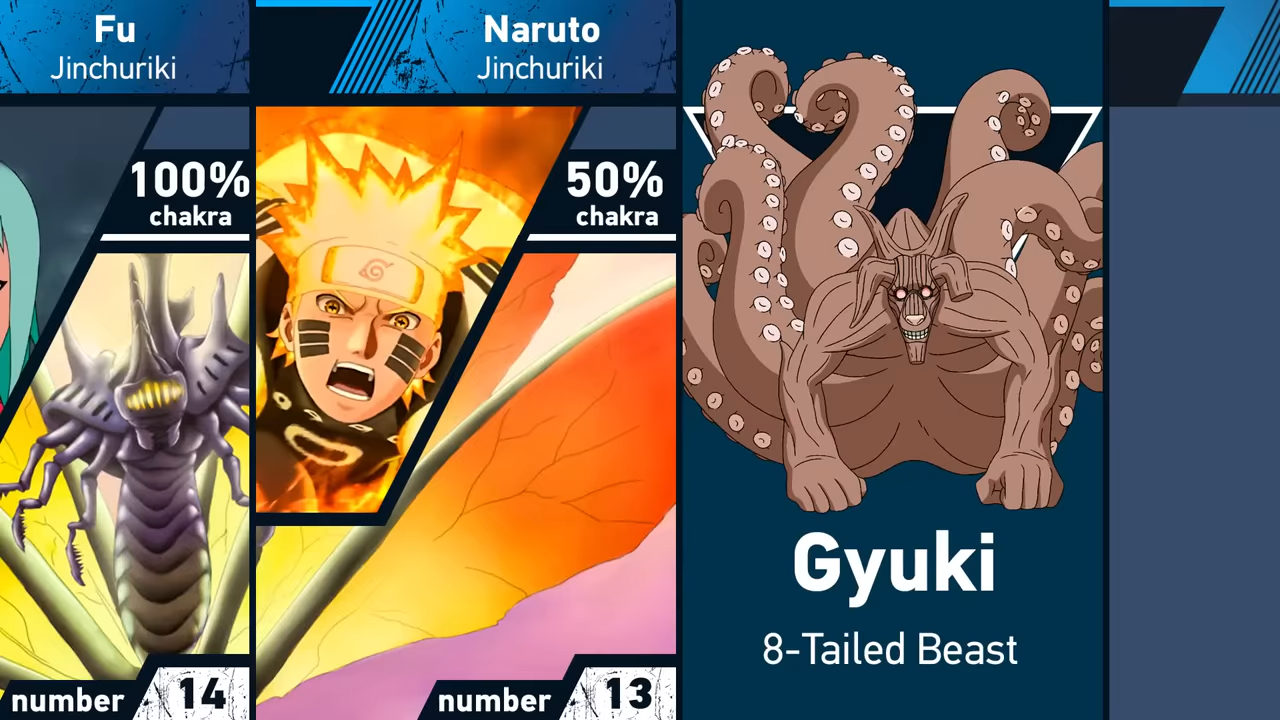 Fu
Jinchuriki
100%
chakra
number 14
Naruto
Jinchuriki
50%
chakra
number 13
Gyuki
8-Tailed Beast